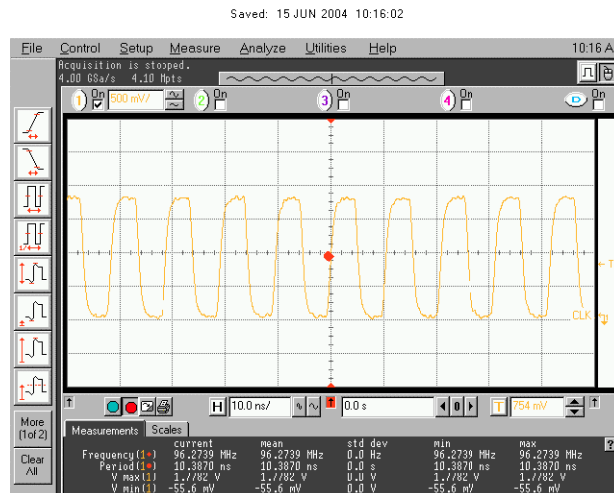 Saved: 15 JUN 2004 10:16:02
File Control Setup Measure Analyze Utilities Help 10:16 A
Acquisition is stopped.
4.00 GSa/s 4.10 Mpts
1 On 500 mV/ 2 On 3 On 4 On D On
T
CLK
More
(1of 2)
Clear
All
H 10.0 ns/ 0.0 s 0 T 754 mV
Measurements Scales
current mean std dev min max
Frequency(1•) 96.2739 MHz 96.2739 MHz 0.0 Hz 96.2739 MHz 96.2739 MHz
Period(1•) 10.3870 ns 10.3870 ns 0.0 s 10.3870 ns 10.3870 ns
V max(1) 1.7782 V 1.7782 V 0.0 V 1.7782 V 1.7782 V
V min(1) -55.6 mV -55.6 mV 0.0 V -55.6 mV -55.6 mV
?